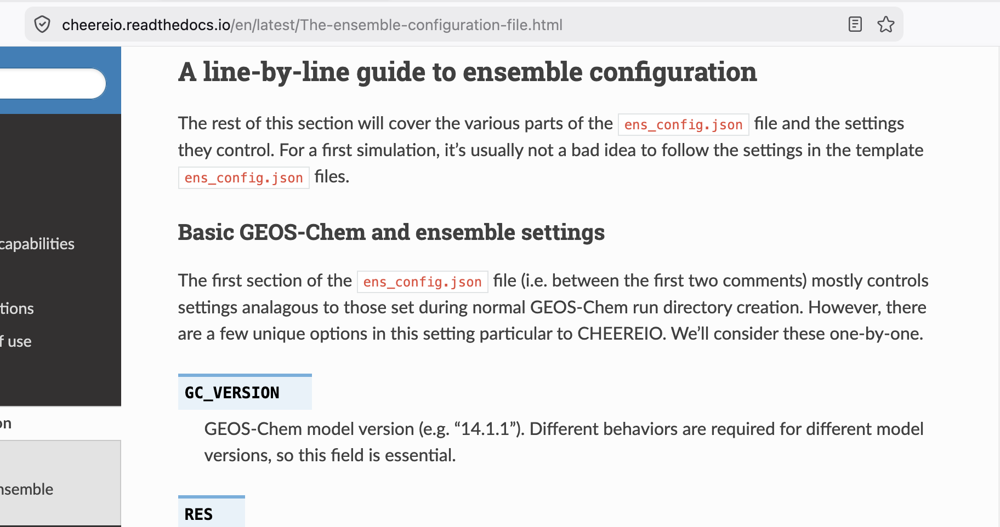 cheereio.readthedocs.io/en/latest/The-ensemble-configuration-file.html
A line-by-line guide to ensemble configuration
The rest of this section will cover the various parts of the ens_config.json file and the settings
they control. For a first simulation, it’s usually not a bad idea to follow the settings in the template
ens_config.json files.
capabilities
Basic GEOS-Chem and ensemble settings
The first section of the ens_config.json file (i.e. between the first two comments) mostly controls
settings analagous to those set during normal GEOS-Chem run directory creation. However, there
tions
are a few unique options in this setting particular to CHEEREIO. We’ll consider these one-by-one.
f use
GC_VERSION
on
GEOS-Chem model version (e.g. “14.1.1”). Different behaviors are required for different model
versions, so this field is essential.
nsemble
RES